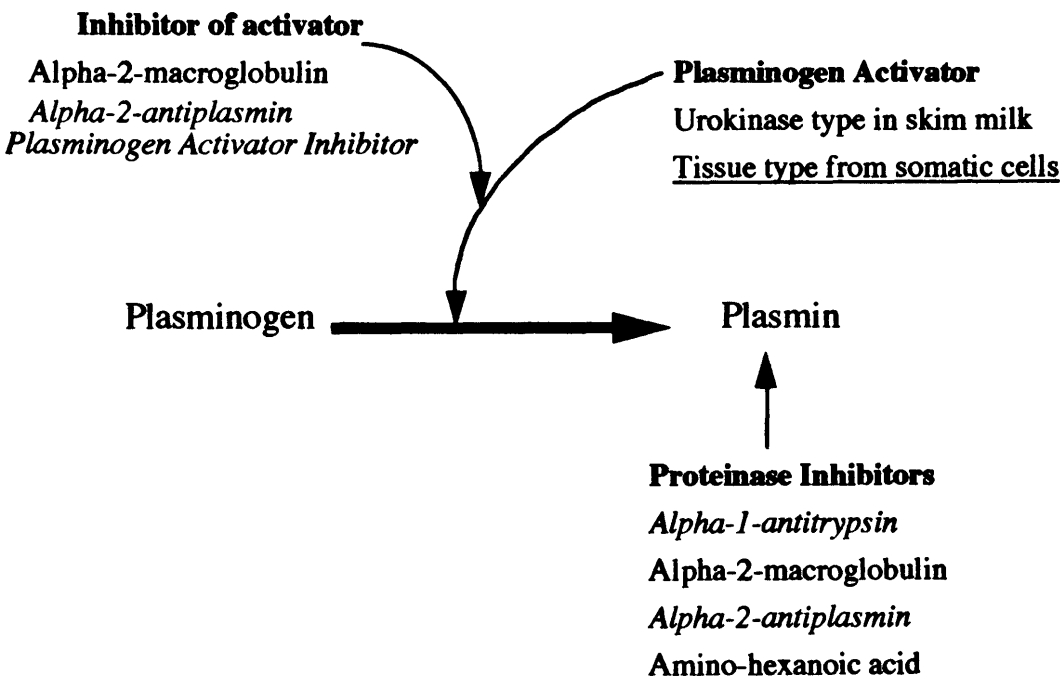 Inhibitor of activator
Alpha-2-macroglobulin
Alpha-2-antiplasmin
Plasminogen Activator Inhibitor
Plasminogen Activator
Urokinase type in skim milk
Tissue type from somatic cells
Plasminogen
Plasmin
Proteinase Inhibitors
Alpha-1-antitrypsin
Alpha-2-macroglobulin
Alpha-2-antiplasmin
Amino-hexanoic acid